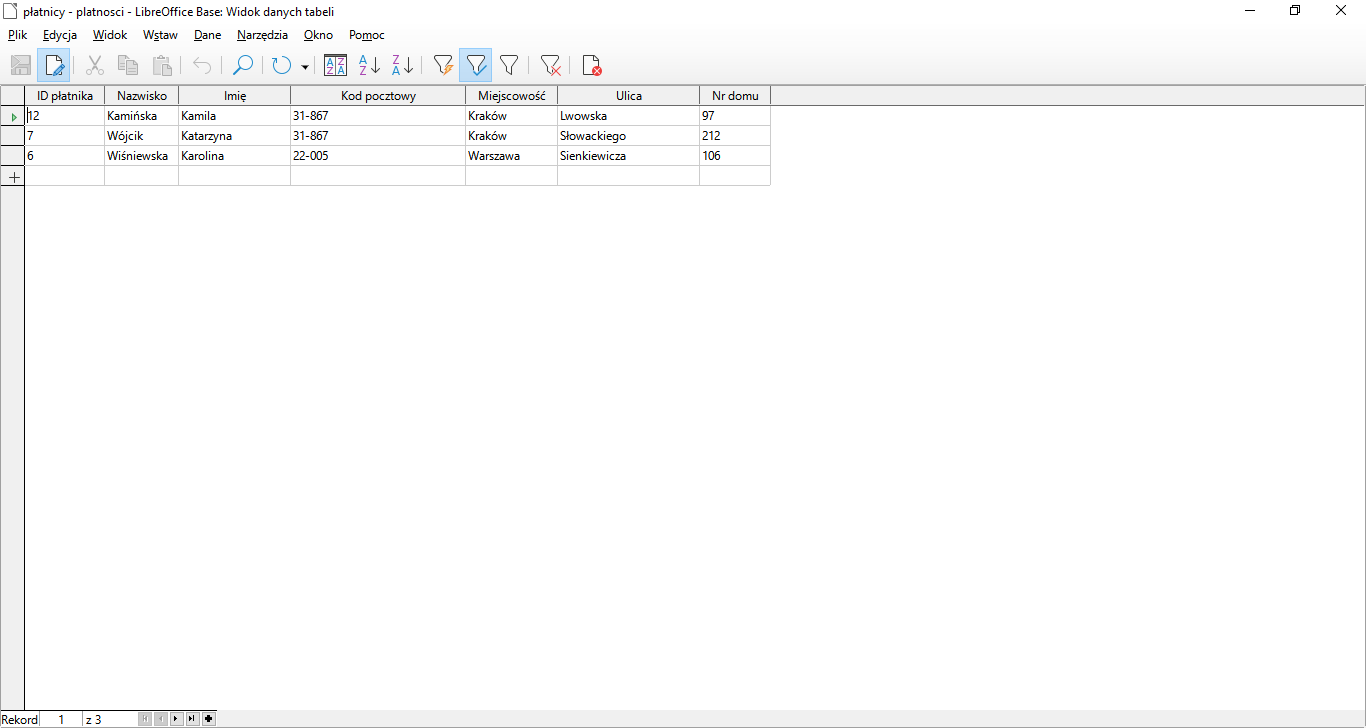 płatnicy - platnosci - LibreOffice Base: Widok danych tabeli
Plik Edycja Widok Wstaw Dane Narzędzia Okno Pomoc
ID płatnika Nazwisko Imię Kod pocztowy Miejscowość Ulica Nr domu
12 Kamińska Kamila 31-867 Kraków Lwowska 97
7 Wójcik Katarzyna 31-867 Kraków Słowackiego 212
6 Wiśniewska Karolina 22-005 Warszawa Sienkiewicza 106
Rekord 1 z 3